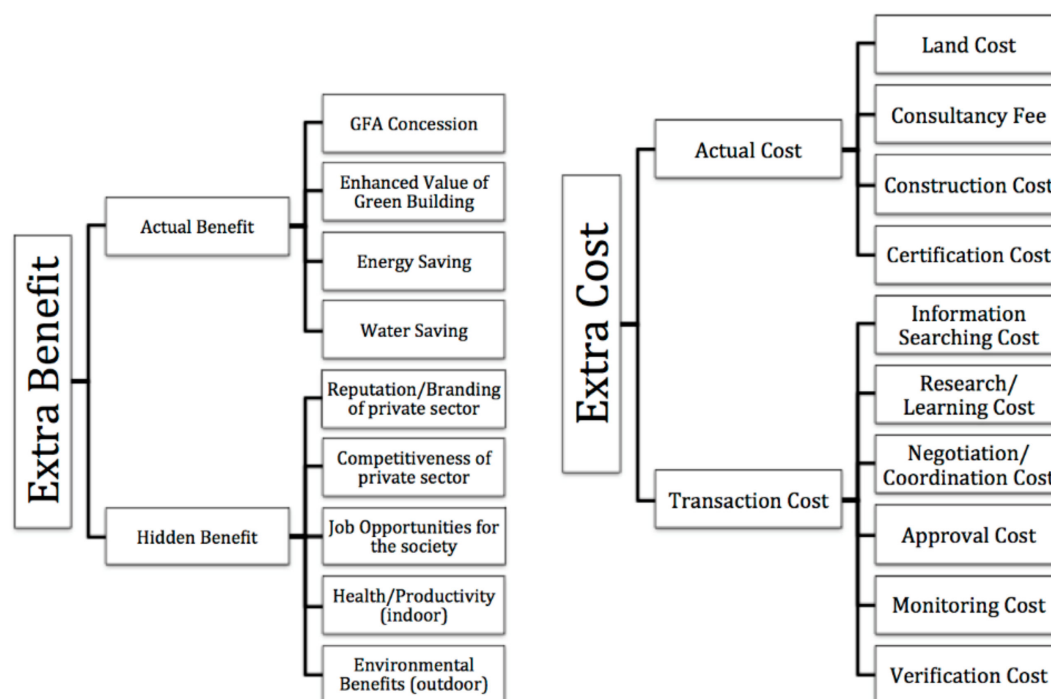 Extra Benefit
Actual Benefit
GFA Concession
Enhanced Value of
Green Building
Energy Saving
Water Saving
Hidden Benefit
Reputation/Branding
of private sector
Competitiveness of
private sector
Job Opportunities for
the society
Health/Productivity
(indoor)
Environmental
Benefits (outdoor)
Extra Cost
Actual Cost
Land Cost
Consultancy Fee
Construction Cost
Certification Cost
Transaction Cost
Information
Searching Cost
Research/
Learning Cost
Negotiation/
Coordination Cost
Approval Cost
Monitoring Cost
Verification Cost